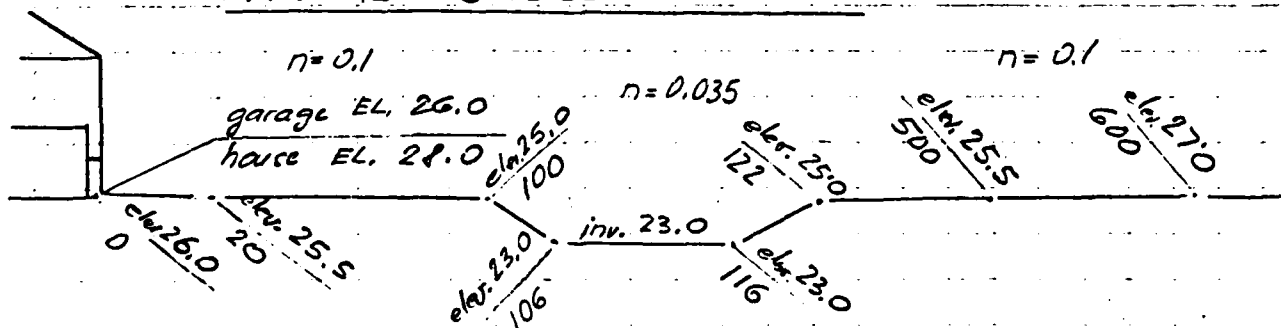 n= 0.1
n= 0.1
n= 0.035
garage EL. 26.0
house EL. 28.0
elev. 25.0
100
elev. 25.0
122
elev. 25.5
500
elev. 27.0
600
elev. 26.0
0
elev. 25.5
20
elev. 23.0
106
inv. 23.0
elev. 23.0
116